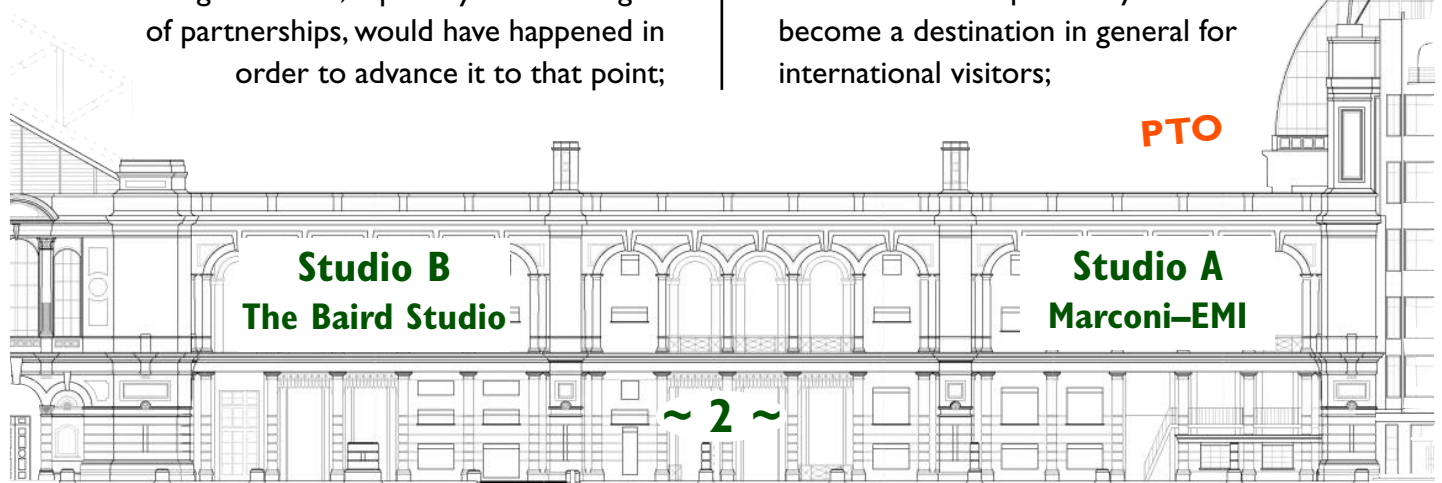 of partnerships, would have happened in
order to advance it to that point;
become a destination in general for
international visitors;
PTO
Studio B
The Baird Studio
Studio A
Marconi–EMI
~ 2 ~